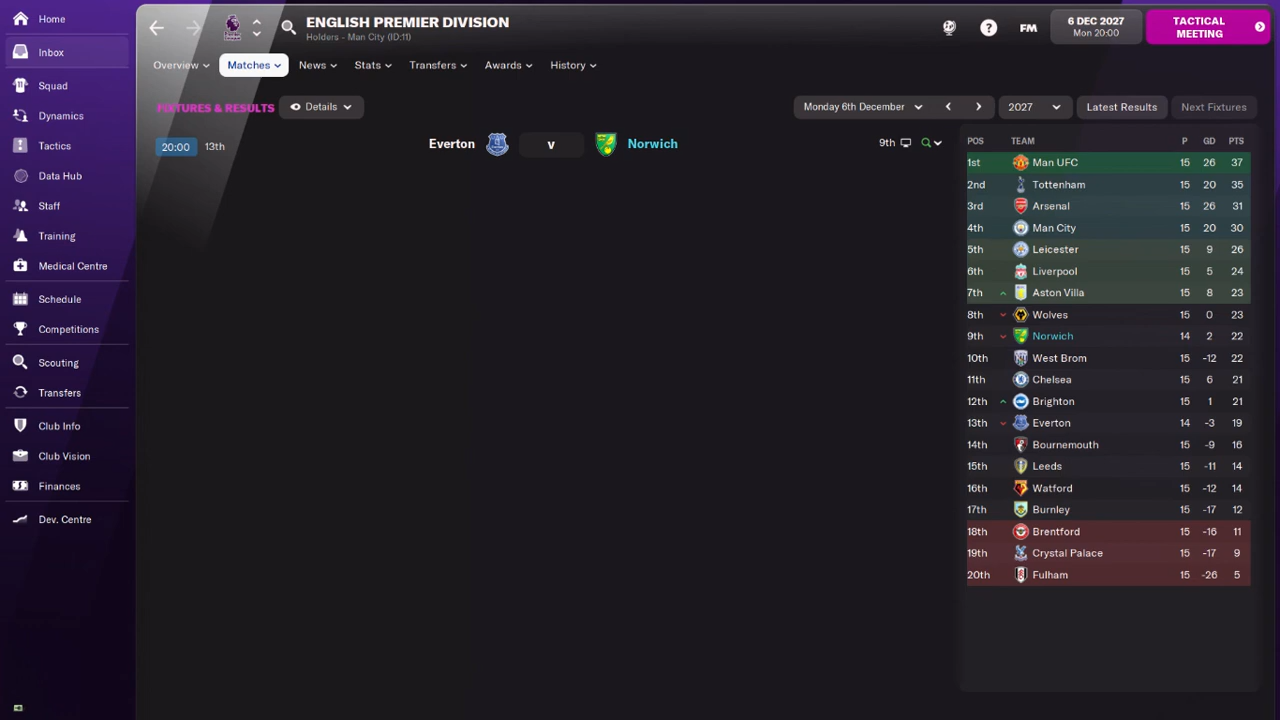 Home
Inbox
Squad
Dynamics
Tactics
Data Hub
Staff
Training
Medical Centre
Schedule
Competitions
Scouting
Transfers
Club Info
Club Vision
Finances
Dev. Centre
ENGLISH PREMIER DIVISION
Holders - Man City (ID:11)
FM
6 DEC 2027
Mon 20:00
TACTICAL
MEETING
Overview Matches News Stats Transfers Awards History
FIXTURES & RESULTS Details Monday 6th December 2027 Latest Results Next Fixtures
20:00 13th Everton v Norwich 9th
POS TEAM P GD PTS
1st Man UFC 15 26 37
2nd Tottenham 15 20 35
3rd Arsenal 15 26 31
4th Man City 15 20 30
5th Leicester 15 9 26
6th Liverpool 15 5 24
7th Aston Villa 15 8 23
8th Wolves 15 0 23
9th Norwich 14 2 22
10th West Brom 15 -12 22
11th Chelsea 15 6 21
12th Brighton 15 1 21
13th Everton 14 -3 19
14th Bournemouth 15 -9 16
15th Leeds 15 -11 14
16th Watford 15 -12 14
17th Burnley 15 -17 12
18th Brentford 15 -16 11
19th Crystal Palace 15 -17 9
20th Fulham 15 -26 5